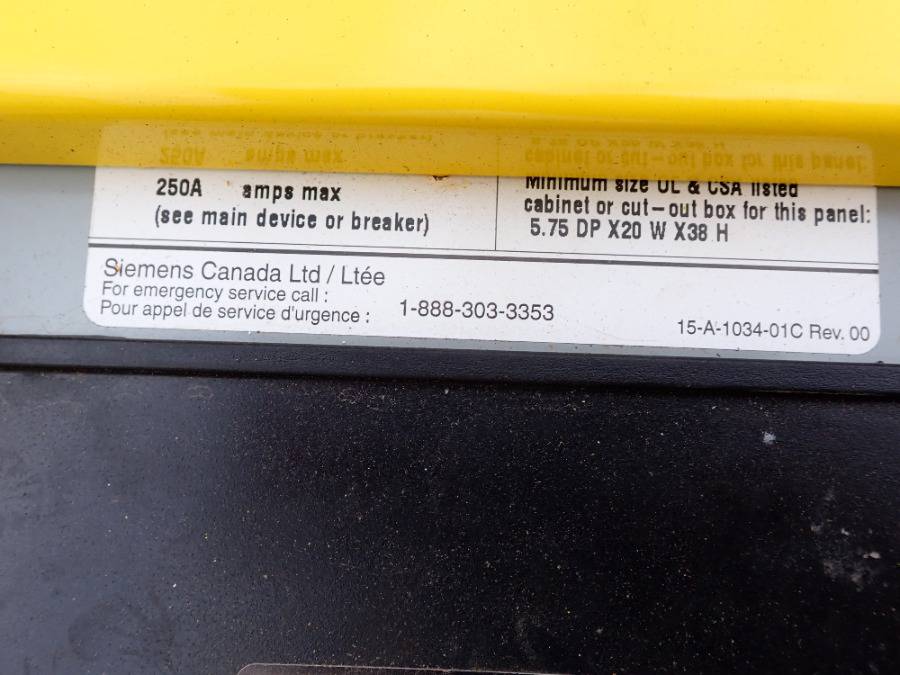 250A amps max
(see main device or breaker)
Minimum size UL & CSA listed
cabinet or cut-out box for this panel:
5.75 DP X20 W X38 H
Siemens Canada Ltd / Ltée
For emergency service call :
Pour appel de service d'urgence :
1-888-303-3353
15-A-1034-01C Rev. 00